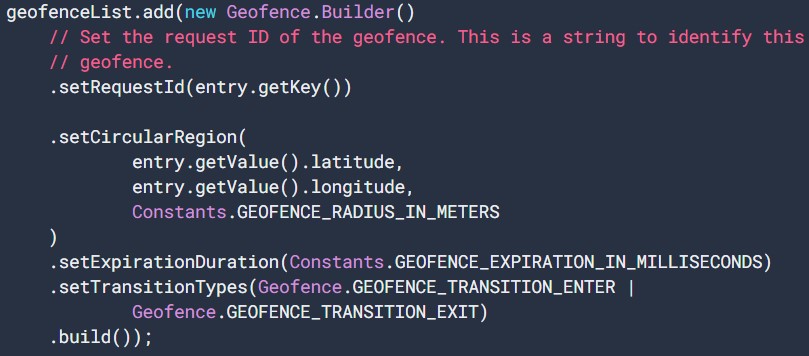 geofenceList.add(new Geofence.Builder()
// Set the request ID of the geofence. This is a string to identify this
// geofence.
.setRequestId(entry.getKey())
.setCircularRegion(
entry.getValue().latitude,
entry.getValue().longitude,
Constants.GEOFENCE_RADIUS_IN_METERS
)
.setExpirationDuration(Constants.GEOFENCE_EXPIRATION_IN_MILLISECONDS)
.setTransitionTypes(Geofence.GEOFENCE_TRANSITION_ENTER |
Geofence.GEOFENCE_TRANSITION_EXIT)
.build());